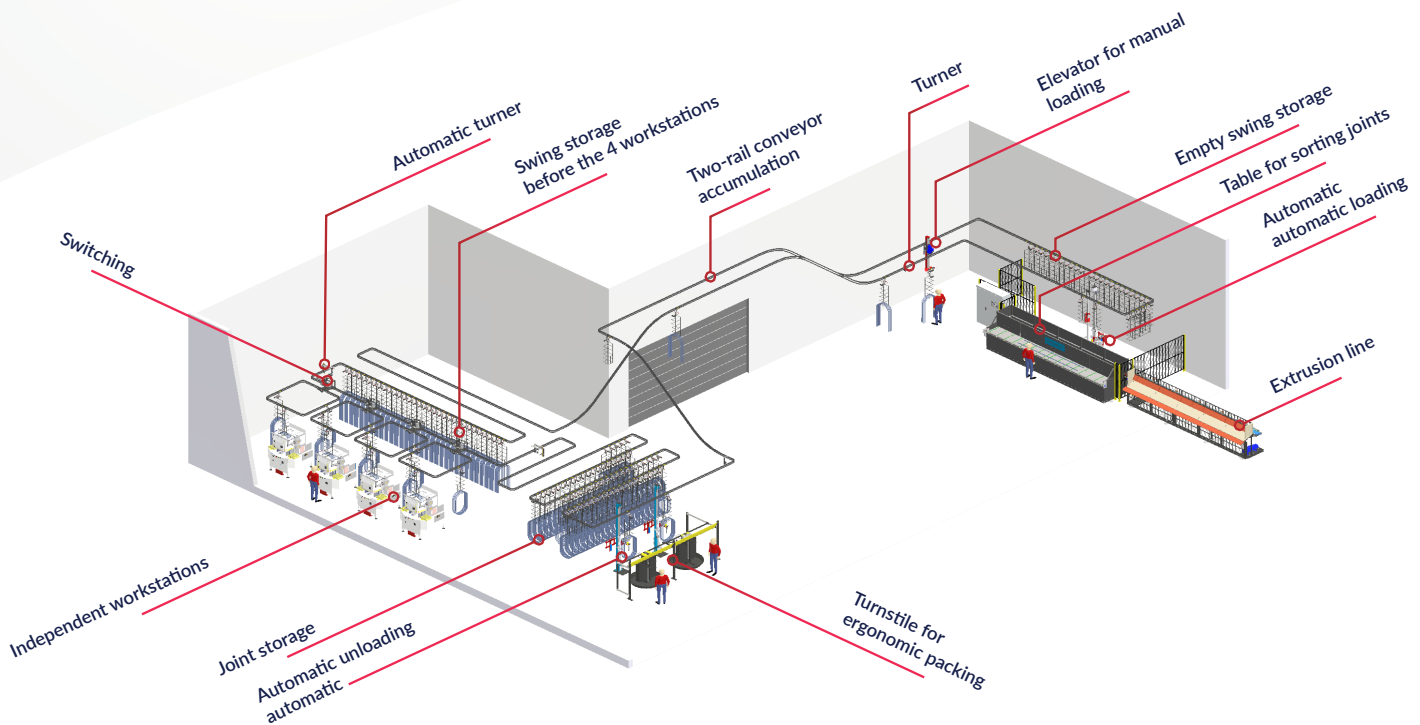 Elevator for manual
loading
Turner
Empty swing storage
Automatic turner
Swing storage
before the 4 workstations
Two-rail conveyor
accumulation
Table for sorting joints
Automatic
automatic loading
Switching
Extrusion line
Independent workstations
Joint storage
Automatic unloading
automatic
Turnstile for
ergonomic packing